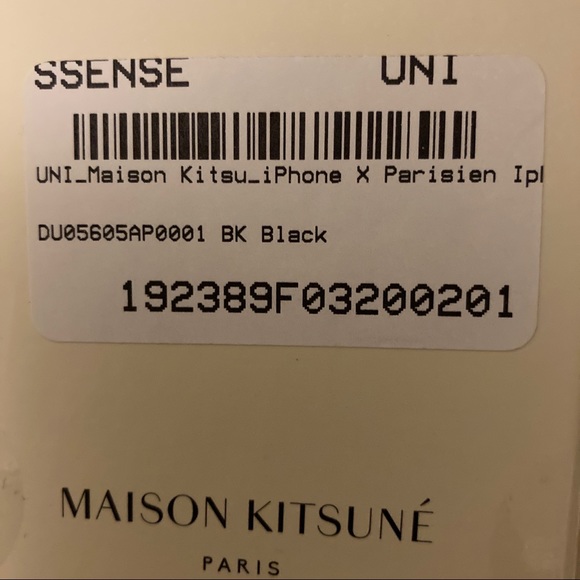 SSENSE UNI
UNI_Maison Kitsu_iPhone X Parisien Ip
DU05605AP0001 BK Black
192389F03200201
MAISON KITSUNÉ
PARIS